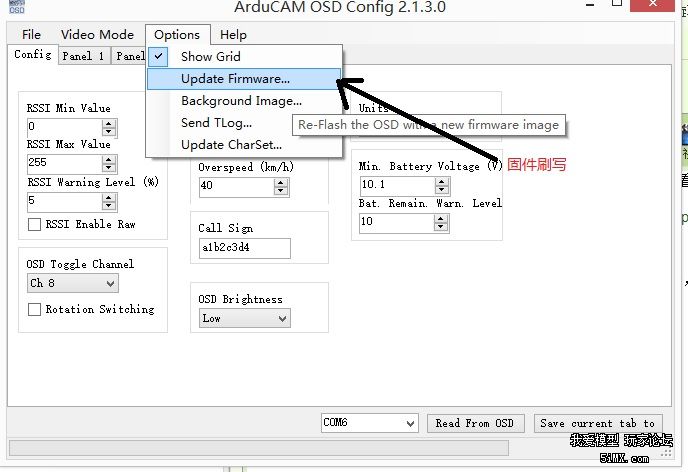 OSD
ArduCAM OSD Config 2.1.3.0
File Video Mode Options Help
Config Panel 1
Show Grid
Update Firmware...
Background Image...
Send TLog...
Update CharSet...
Re-Flash the OSD with a new firmware image
固件刷写
RSSI Min Value
0
RSSI Max Value
255
RSSI Warning Level (%)
5
RSSI Enable Raw
OSD Toggle Channel
Ch 8
Rotation Switching
Overspeed (km/h)
40
Call Sign
a1b2c3d4
OSD Brightness
Low
Units
Min. Battery Voltage (V)
10.1
Bat. Remain. Warn. Level
10
COM6
Read From OSD
Save current tab to
我爱模型 玩家论坛
5iMX.com